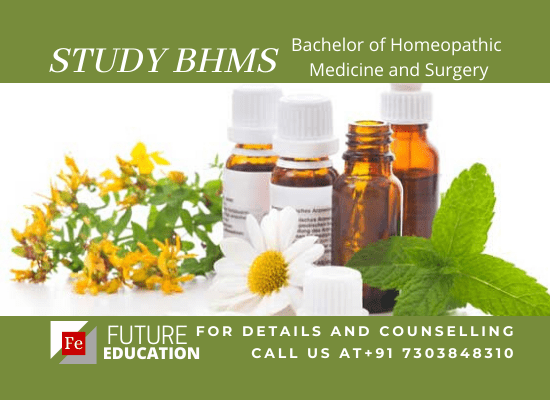 STUDY BHMS
Bachelor of Homeopathic
Medicine and Surgery
Fe
FUTURE
EDUCATION
FOR DETAILS AND COUNSELLING
CALL US AT+91 7303848310